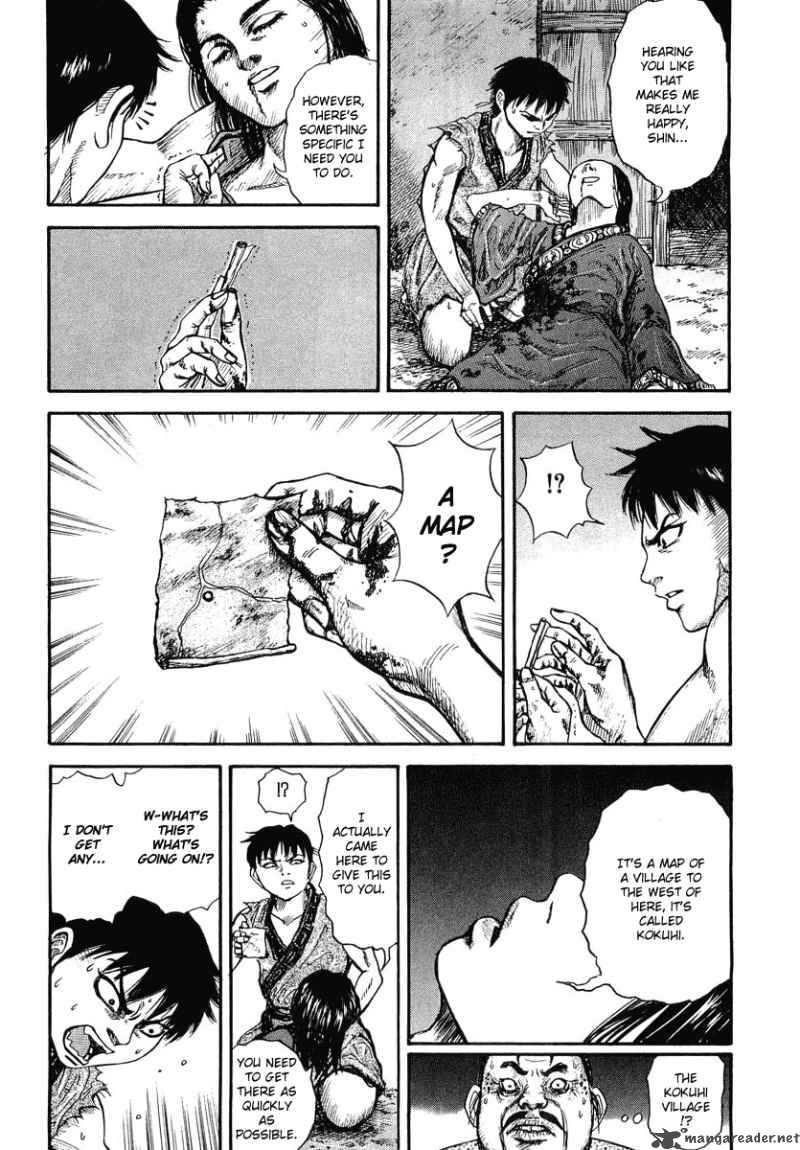 HEARING
YOU LIKE
THAT
MAKES ME
REALLY
HAPPY,
SHIN...
HOWEVER,
THERE'S
SOMETHING
SPECIFIC
I NEED
YOU TO
DO.
!?
A
MAP
?
IT'S A MAP OF
A VILLAGE TO
THE WEST OF
HERE, IT'S
CALLED
KOKUHI.
THE
KOKUHI
VILLAGE
!?
I
ACTUALLY
CAME
HERE TO
GIVE THIS
TO YOU.
!?
YOU NEED
TO GET
THERE AS
QUICKLY
AS
POSSIBLE.
W-WHAT'S
THIS?
WHAT'S
GOING ON!?
I DON'T
GET
ANY...
mangareader.net